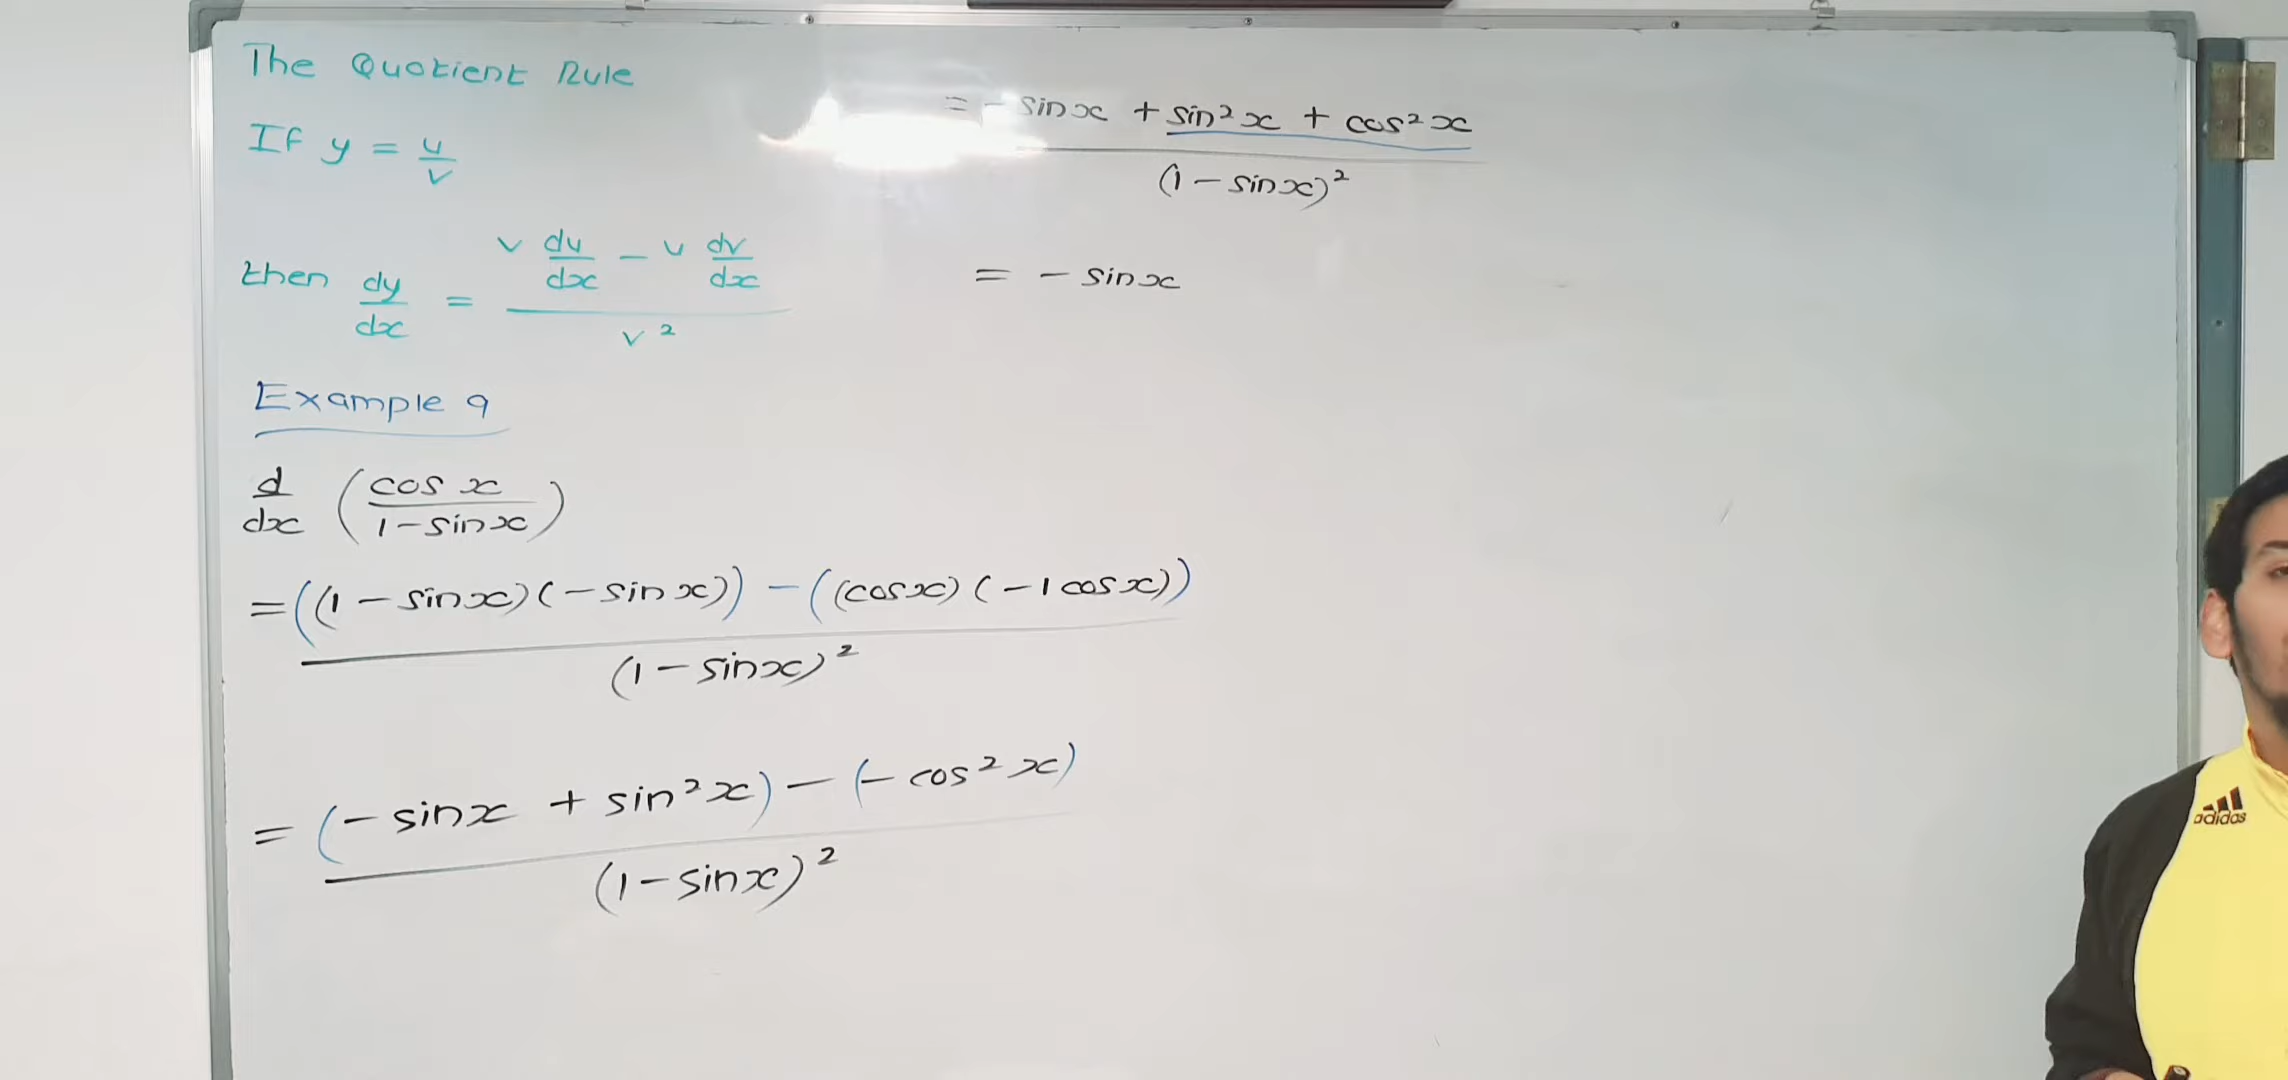 The Quotient Rule
If y = u/v
then dy/dx = (v du/dx - u dv/dx) / v²
Example 9
d/dx (cos x / 1 - sinx)
= ((1 - sinx)(-sinx)) - ((cosx)(-1cosx)) / (1 - sinx)²
= (-sinx + sin²x) - (-cos²x) / (1 - sinx)²
= -sinx + sin²x + cos²x / (1 - sinx)²
= - sinx
adidas